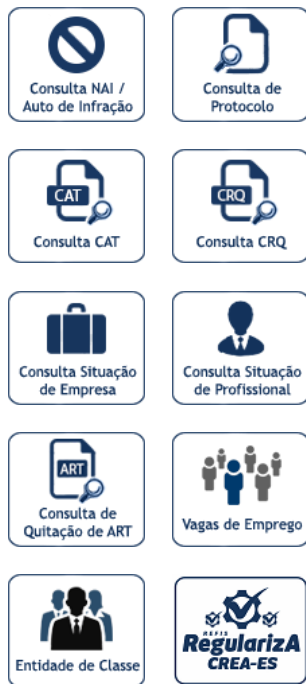 Consulta NAI /
Auto de Infração
Consulta de
Protocolo
CAT
Consulta CAT
CRQ
Consulta CRQ
Consulta Situação
de Empresa
Consulta Situação
de Profissional
ART
Consulta de
Quitação de ART
Vagas de Emprego
Entidade de Classe
REFIS
RegularizA
CREA-ES